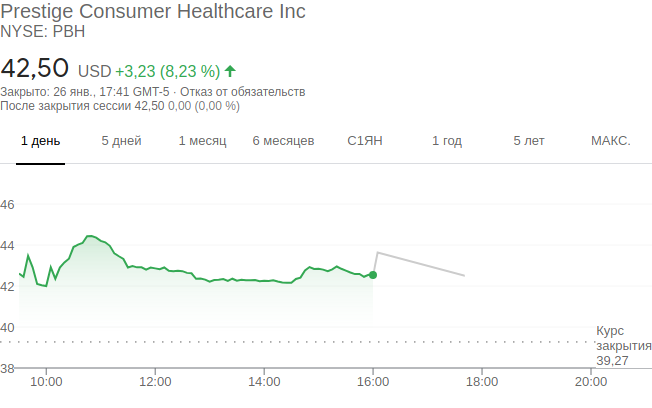 Prestige Consumer Healthcare Inc
NYSE: PBH
42,50 USD +3,23 (8,23 %)
Закрыто: 26 янв., 17:41 GMT-5 · Отказ от обязательств
После закрытия сессии 42,50 0,00 (0,00 %)
1 день 5 дней 1 месяц 6 месяцев С1ЯН 1 год 5 лет МАКС.
46
44
42
40
Курс
закрытия
39,27
38
10:00 12:00 14:00 16:00 18:00 20:00